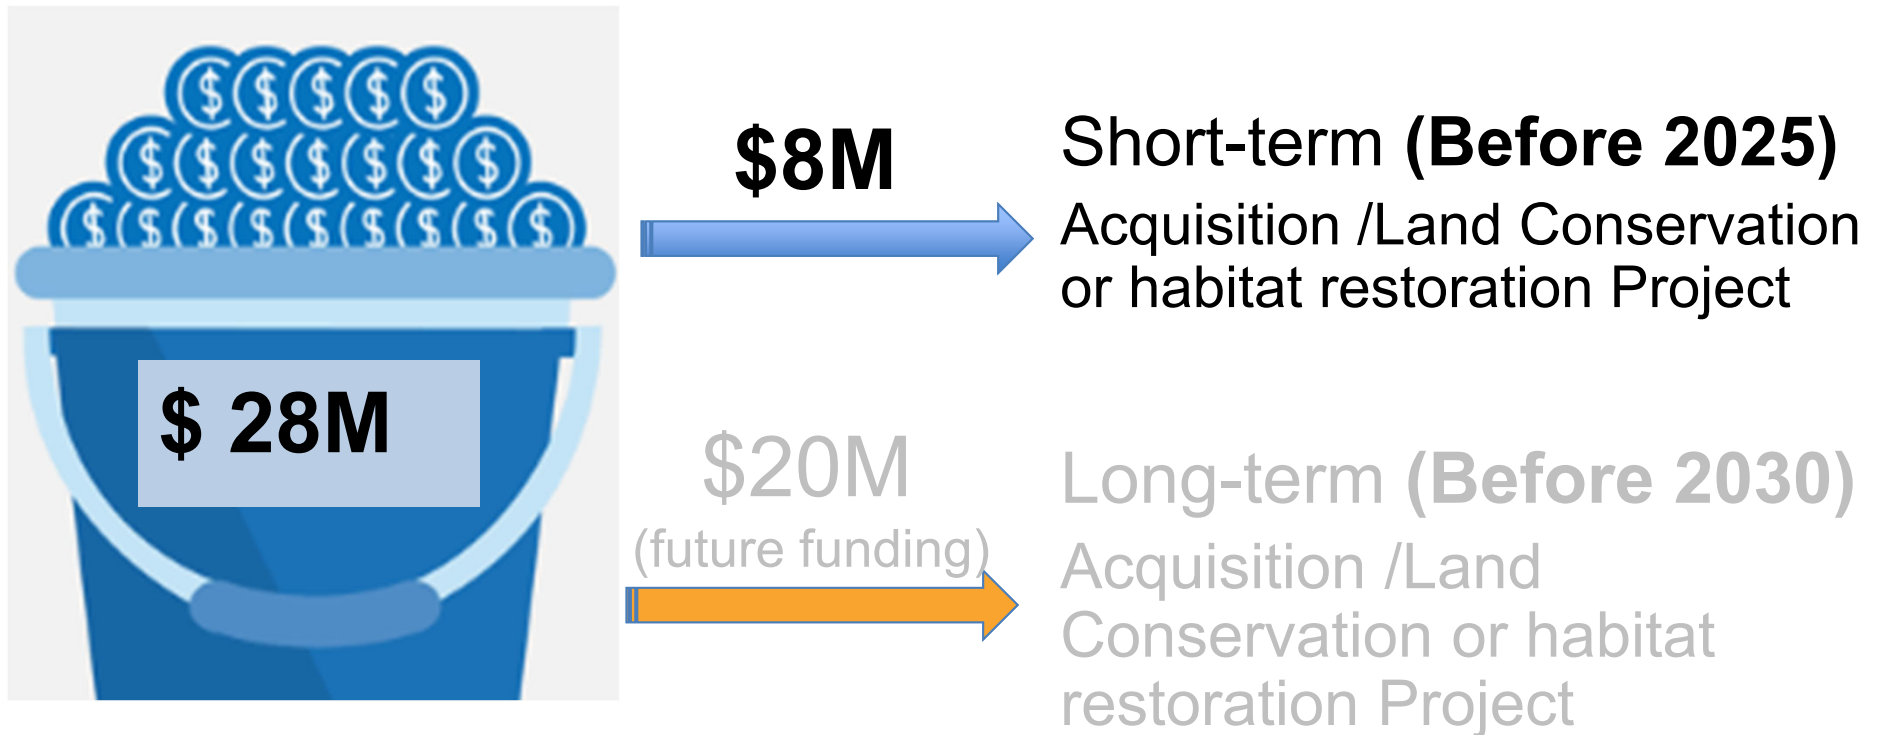 $ 28M
$8M
Short-term (Before 2025)
Acquisition /Land Conservation
or habitat restoration Project
$20M
(future funding)
Long-term (Before 2030)
Acquisition /Land
Conservation or habitat
restoration Project